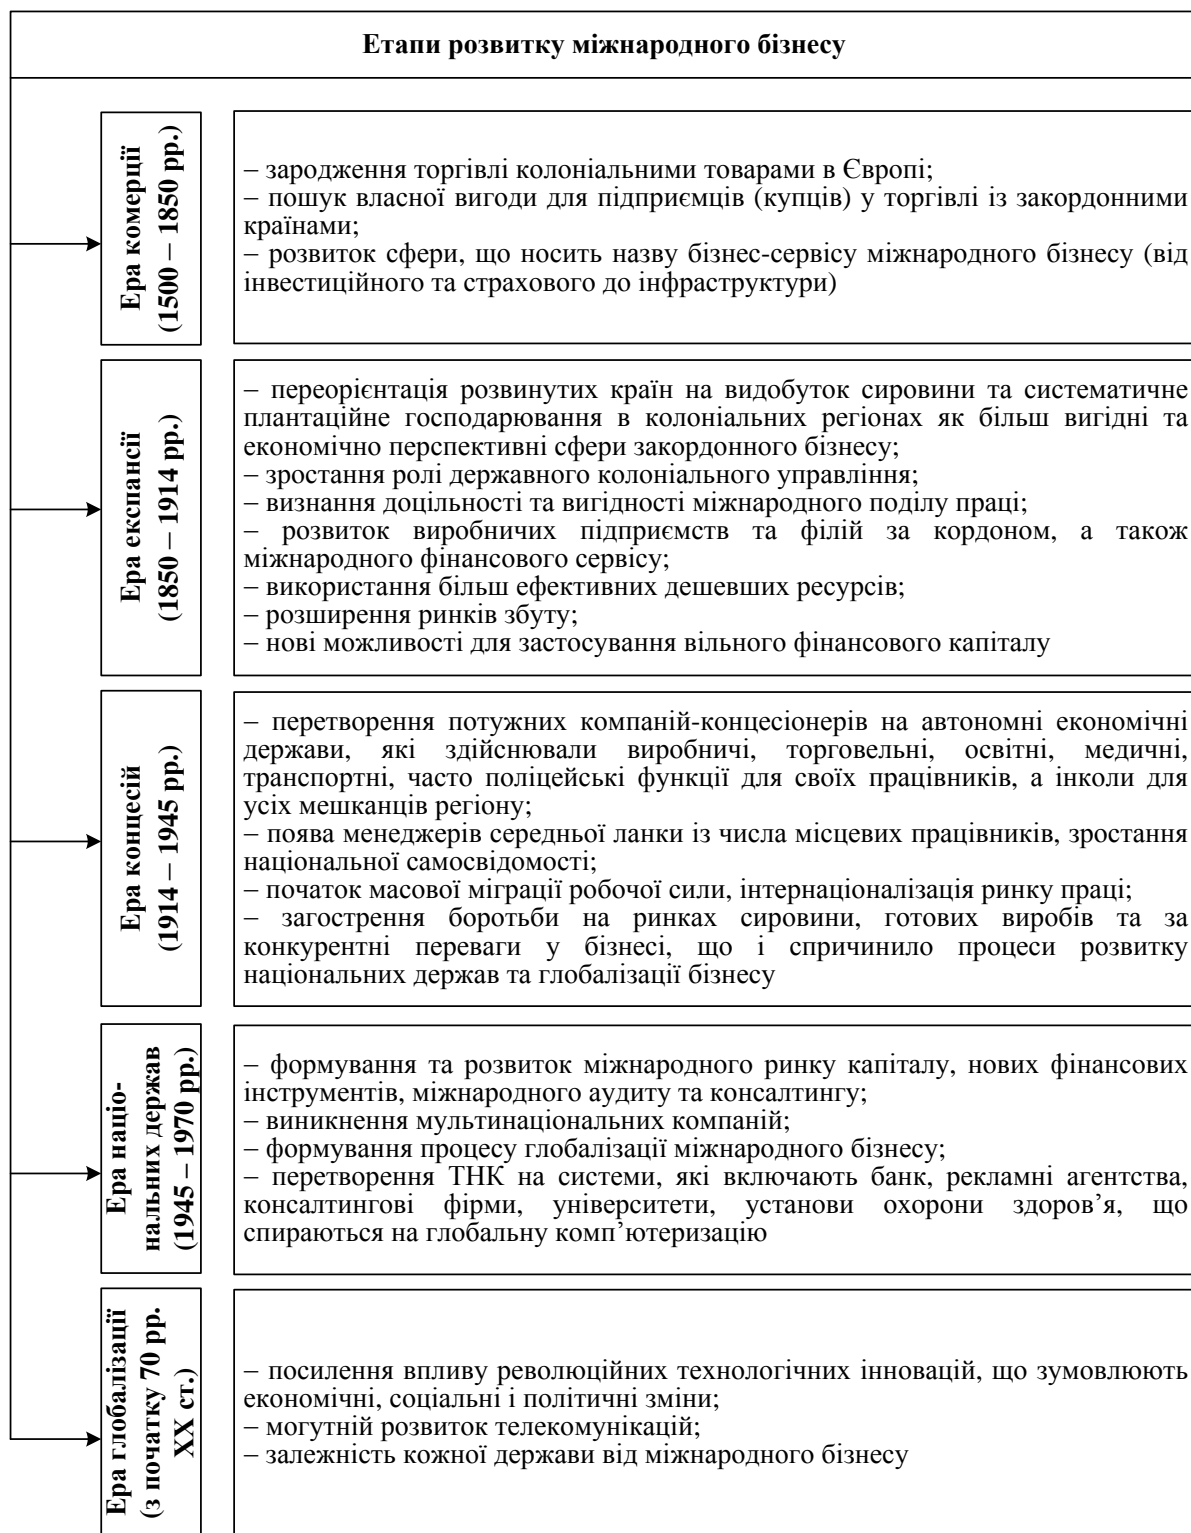 Етапи розвитку міжнародного бізнесу
Ера комерції
(1500 – 1850 рр.)
– зародження торгівлі колоніальними товарами в Європі;
– пошук власної вигоди для підприємців (купців) у торгівлі із закордонними
країнами;
– розвиток сфери, що носить назву бізнес-сервісу міжнародного бізнесу (від
інвестиційного та страхового до інфраструктури)
Ера експансії
(1850 – 1914 рр.)
– переорієнтація розвинутих країн на видобуток сировини та систематичне
плантаційне господарювання в колоніальних регіонах як більш вигідні та
економічно перспективні сфери закордонного бізнесу;
– зростання ролі державного колоніального управління;
– визнання доцільності та вигідності міжнародного поділу праці;
– розвиток виробничих підприємств та філій за кордоном, а також
міжнародного фінансового сервісу;
– використання більш ефективних дешевших ресурсів;
– розширення ринків збуту;
– нові можливості для застосування вільного фінансового капіталу
Ера концесій
(1914 – 1945 рр.)
– перетворення потужних компаній-концесіонерів на автономні економічні
держави, які здійснювали виробничі, торговельні, освітні, медичні,
транспортні, часто поліцейські функції для своїх працівників, а інколи для
усіх мешканців регіону;
– поява менеджерів середньої ланки із числа місцевих працівників, зростання
національної самосвідомості;
– початок масової міграції робочої сили, інтернаціоналізація ринку праці;
– загострення боротьби на ринках сировини, готових виробів та за
конкурентні переваги у бізнесі, що і спричинило процеси розвитку
національних держав та глобалізації бізнесу
Ера націо-
нальних держав
(1945 – 1970 рр.)
– формування та розвиток міжнародного ринку капіталу, нових фінансових
інструментів, міжнародного аудиту та консалтингу;
– виникнення мультинаціональних компаній;
– формування процесу глобалізації міжнародного бізнесу;
– перетворення ТНК на системи, які включають банк, рекламні агентства,
консалтингові фірми, університети, установи охорони здоров’я, що
спираються на глобальну комп’ютеризацію
Ера глобалізації
(з початку 70 рр.
ХХ ст.)
– посилення впливу революційних технологічних інновацій, що зумовлюють
економічні, соціальні і політичні зміни;
– могутній розвиток телекомунікацій;
– залежність кожної держави від міжнародного бізнесу